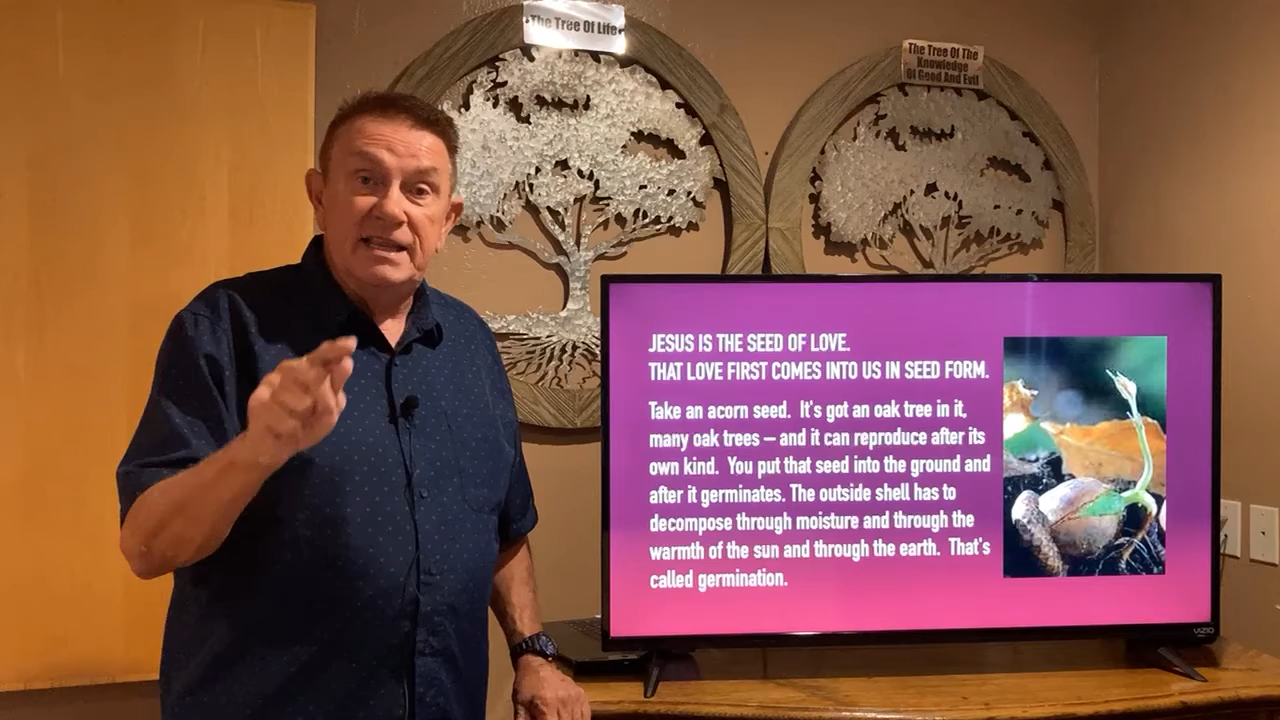 The Tree Of Life
The Tree Of The
Knowledge
Of Good And Evil
JESUS IS THE SEED OF LOVE.
THAT LOVE FIRST COMES INTO US IN SEED FORM.
Take an acorn seed. It's got an oak tree in it,
many oak trees – and it can reproduce after its
own kind. You put that seed into the ground and
after it germinates. The outside shell has to
decompose through moisture and through the
warmth of the sun and through the earth. That's
called germination.
VIZIO